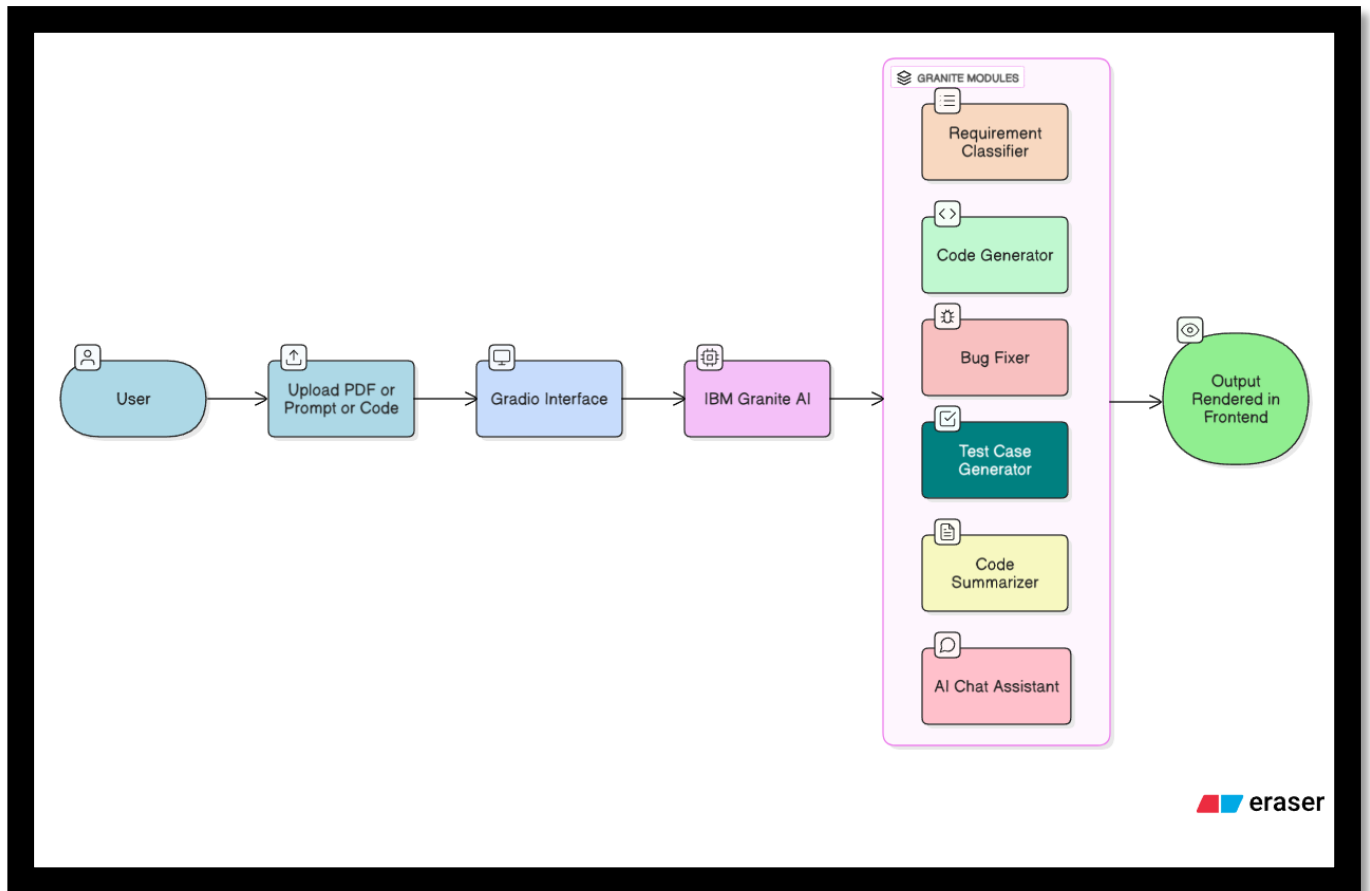 GRANITE MODULES
Requirement
Classifier
Code Generator
Bug Fixer
Test Case
Generator
Code
Summarizer
AI Chat Assistant
User
Upload PDF or
Prompt or Code
Gradio Interface
IBM Granite AI
Output
Rendered in
Frontend
eraser